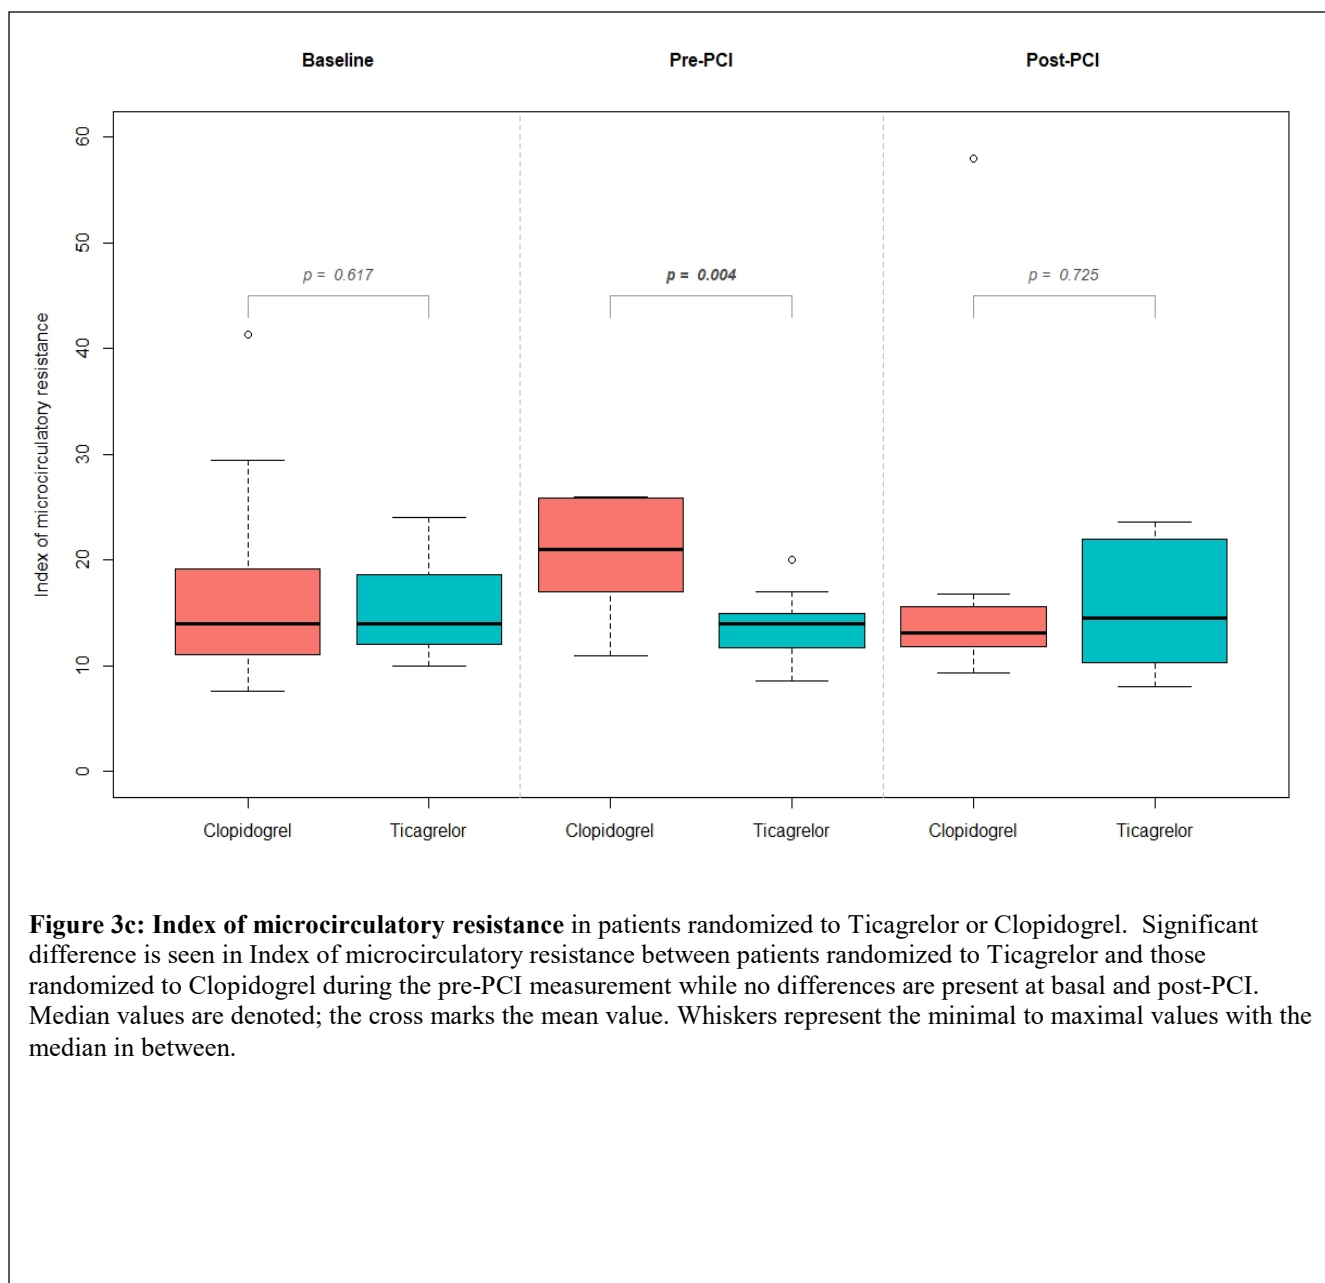 Baseline Pre-PCI Post-PCI
60
50
40
30
20
10
0
Index of microcirculatory resistance
p = 0.617 p = 0.004 p = 0.725
Clopidogrel Ticagrelor Clopidogrel Ticagrelor Clopidogrel Ticagrelor
Figure 3c: Index of microcirculatory resistance in patients randomized to Ticagrelor or Clopidogrel. Significant
difference is seen in Index of microcirculatory resistance between patients randomized to Ticagrelor and those
randomized to Clopidogrel during the pre-PCI measurement while no differences are present at basal and post-PCI.
Median values are denoted; the cross marks the mean value. Whiskers represent the minimal to maximal values with the
median in between.